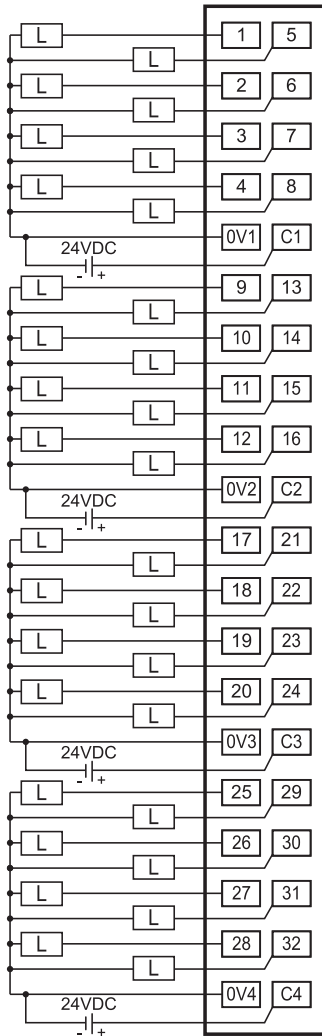 L 1 5
L
L 2 6
L
L 3 7
L
L 4 8
L
0V1 C1
24VDC
- +
L 9 13
L
L 10 14
L
L 11 15
L
L 12 16
L
0V2 C2
24VDC
- +
L 17 21
L
L 18 22
L
L 19 23
L
L 20 24
L
0V3 C3
24VDC
- +
L 25 29
L
L 26 30
L
L 27 31
L
L 28 32
L
0V4 C4
24VDC
- +